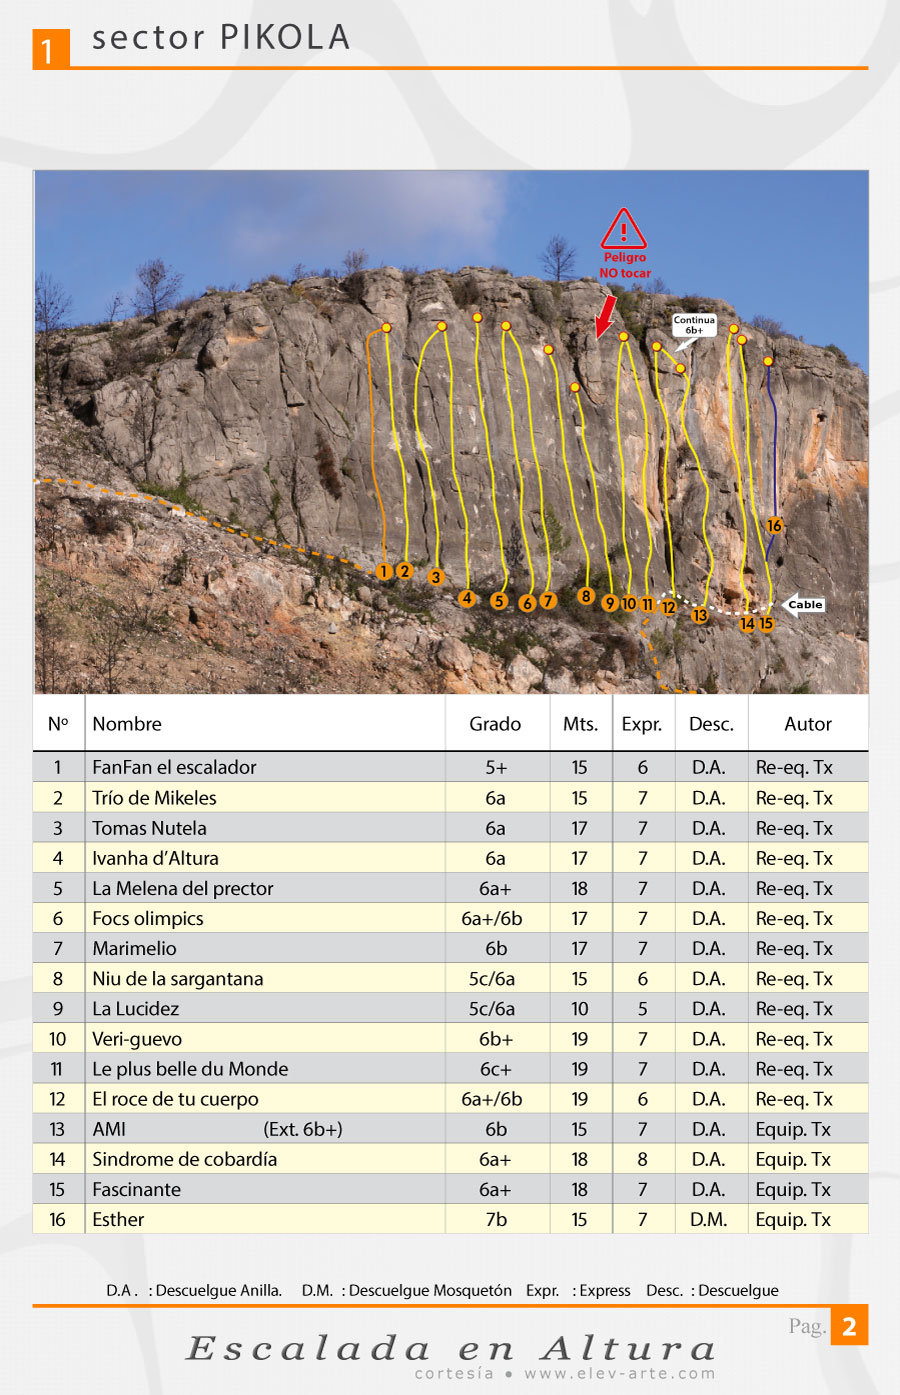 1 sector PIKOLA
Peligro
NO tocar
Continua
6b+
16
1 2 3 4 5 6 7 8 9 10 11 12 13 14 15
Cable
Nº Nombre Grado Mts. Expr. Desc. Autor
1 FanFan el escalador 5+ 15 6 D.A. Re-eq. Tx
2 Trío de Mikeles 6a 15 7 D.A. Re-eq. Tx
3 Tomas Nutela 6a 17 7 D.A. Re-eq. Tx
4 Ivanha d’Altura 6a 17 7 D.A. Re-eq. Tx
5 La Melena del prector 6a+ 18 7 D.A. Re-eq. Tx
6 Focs olimpics 6a+/6b 17 7 D.A. Re-eq. Tx
7 Marimelio 6b 17 7 D.A. Re-eq. Tx
8 Niu de la sargantana 5c/6a 15 6 D.A. Re-eq. Tx
9 La Lucidez 5c/6a 10 5 D.A. Re-eq. Tx
10 Veri-guevo 6b+ 19 7 D.A. Re-eq. Tx
11 Le plus belle du Monde 6c+ 19 7 D.A. Re-eq. Tx
12 El roce de tu cuerpo 6a+/6b 19 6 D.A. Re-eq. Tx
13 AMI (Ext. 6b+) 6b 15 7 D.A. Equip. Tx
14 Sindrome de cobardía 6a+ 18 8 D.A. Equip. Tx
15 Fascinante 6a+ 18 7 D.A. Equip. Tx
16 Esther 7b 15 7 D.M. Equip. Tx
D.A . : Descuelgue Anilla. D.M. : Descuelgue Mosquetón Expr. : Express Desc. : Descuelgue
Pag. 2
Escalada en Altura
cortesía • www.elev-arte.com